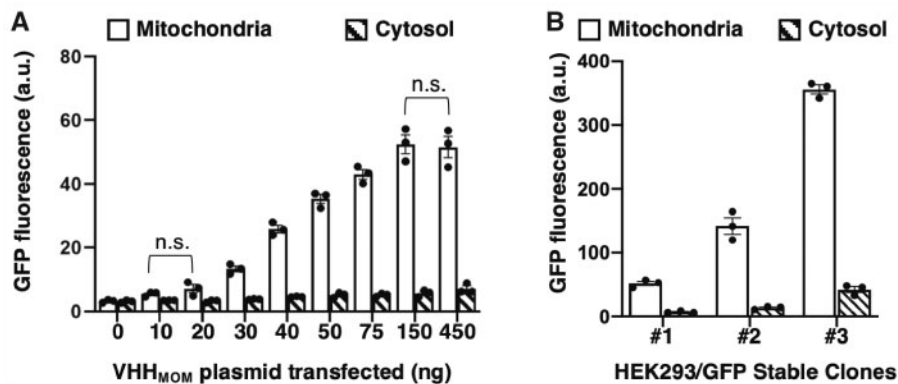 A
Mitochondria
Cytosol
GFP fluorescence (a.u.)
80
60
40
20
0
n.s.
n.s.
0 10 20 30 40 50 75 150 450
VHHMOM plasmid transfected (ng)
B
Mitochondria
Cytosol
GFP fluorescence (a.u.)
400
300
200
100
0
#1 #2 #3
HEK293/GFP Stable Clones